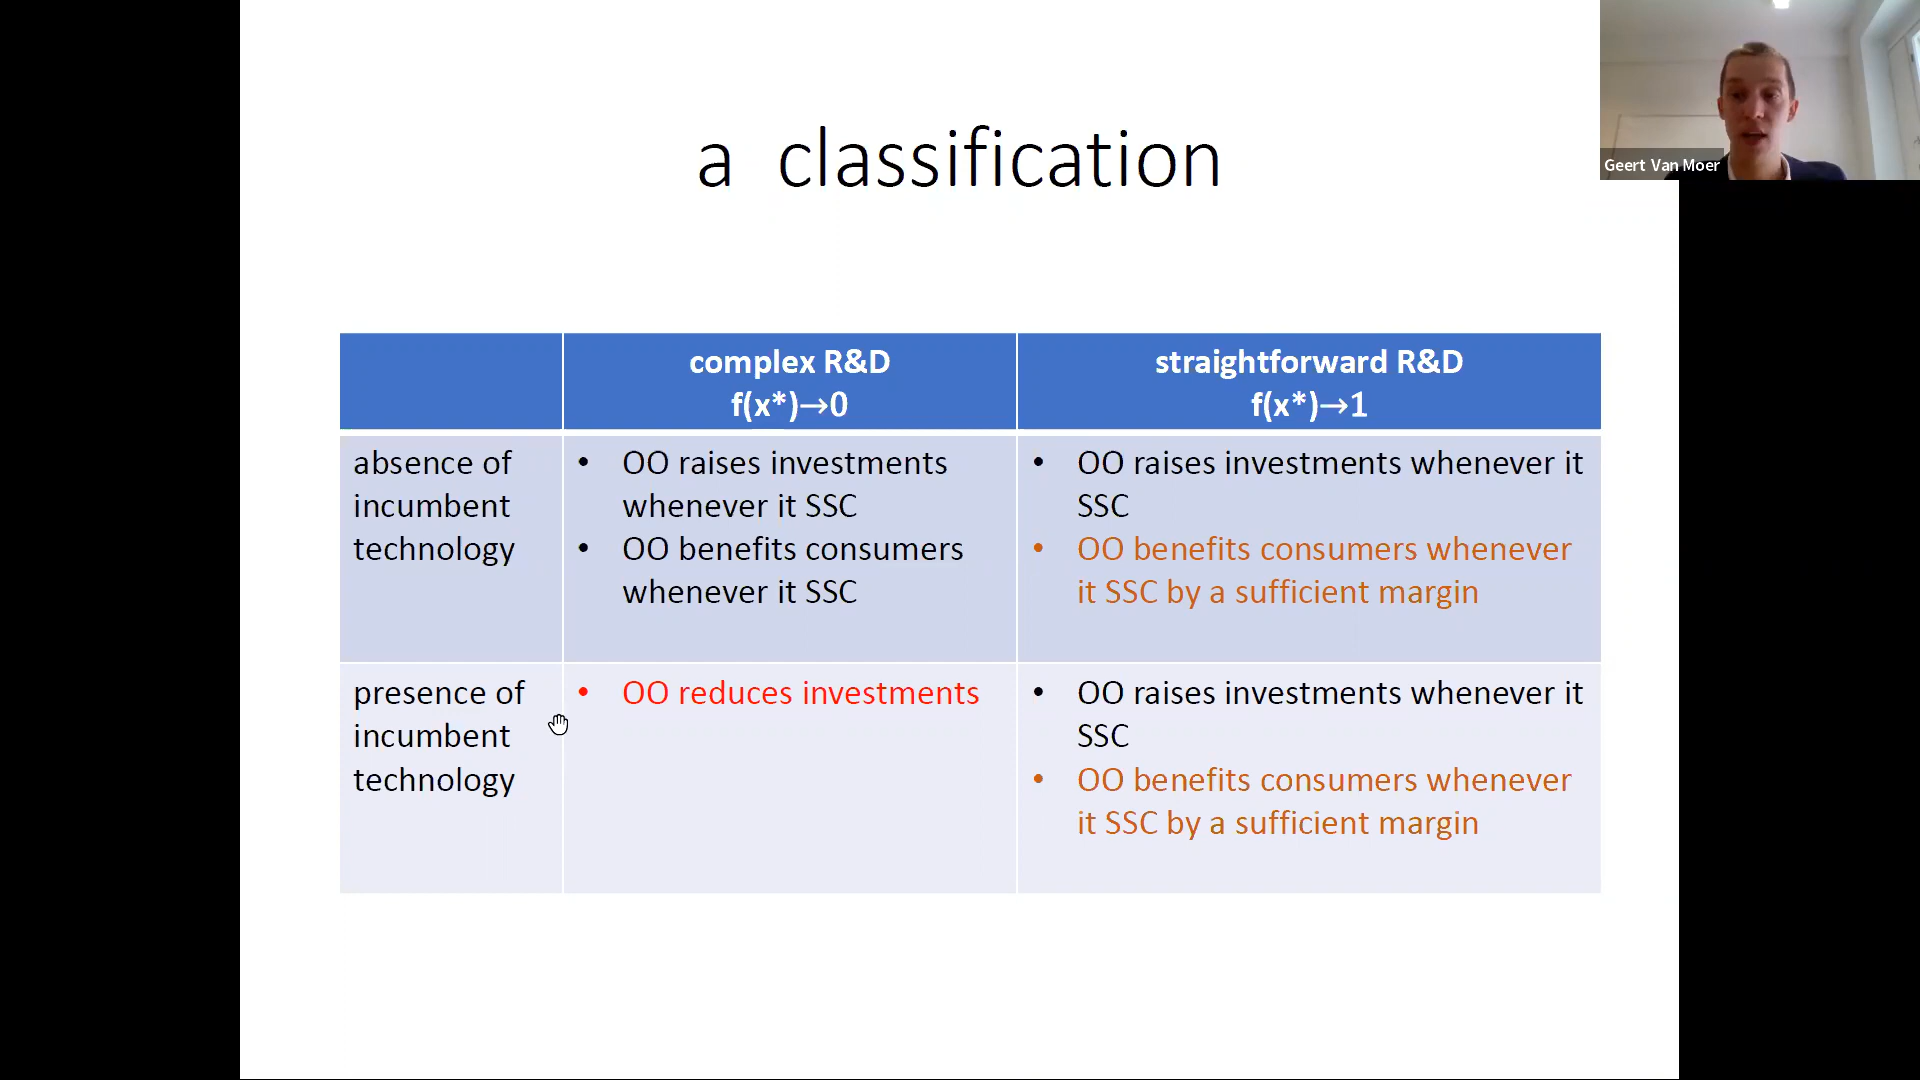 a classification
Geert Van Moer
complex R&D
f(x*)→0
straightforward R&D
f(x*)→1
absence of
incumbent
technology
• OO raises investments
whenever it SSC
• OO benefits consumers
whenever it SSC
• OO raises investments whenever it
SSC
• OO benefits consumers whenever
it SSC by a sufficient margin
presence of
incumbent
technology
• OO reduces investments
• OO raises investments whenever it
SSC
• OO benefits consumers whenever
it SSC by a sufficient margin